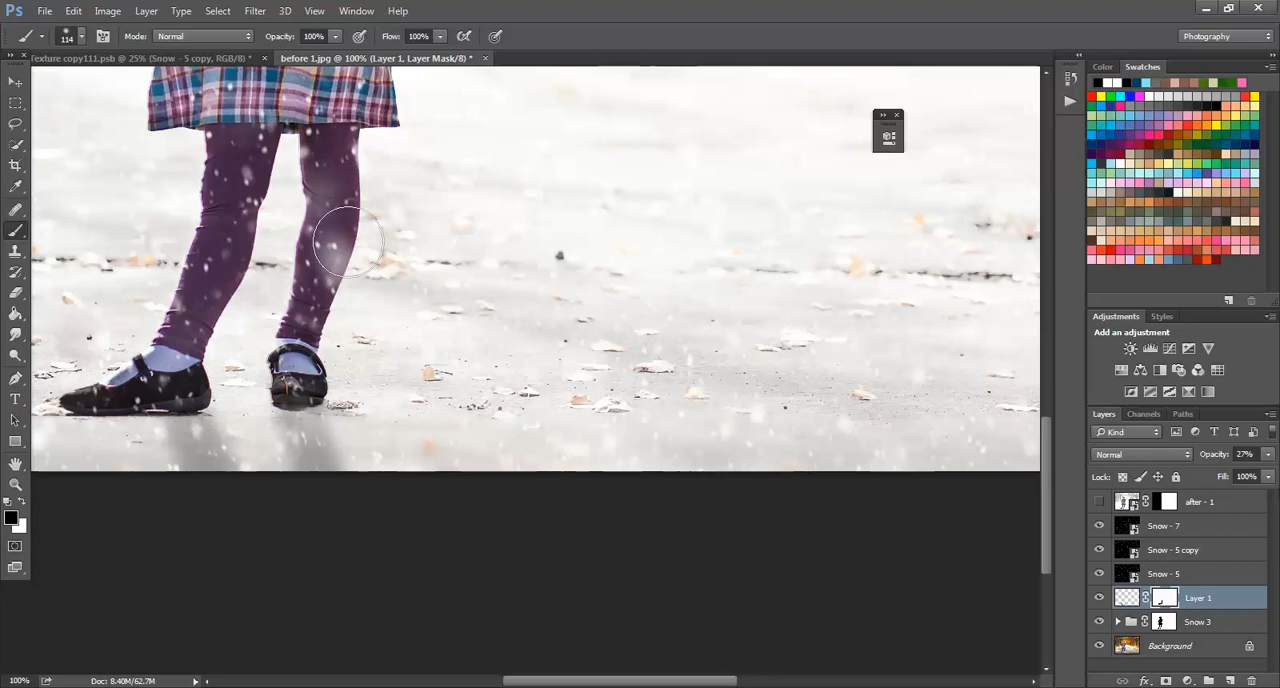 Ps File Edit Image Layer Type Select Filter 3D View Window Help
114 Mode: Normal Opacity: 100% Flow: 100% Photography
Texture copy111.psb @ 25% (Snow - 5 copy, RGB/8) * × before 1.jpg @ 100% (Layer 1, Layer Mask/8) * ×
Color Swatches
Adjustments Styles
Add an adjustment
Layers Channels Paths
Kind
Normal Opacity: 27%
Lock: Fill: 100%
after - 1
Snow - 7
Snow - 5 copy
Snow - 5
Layer 1
Snow 3
Background
100% Doc: 8.40M/62.7M